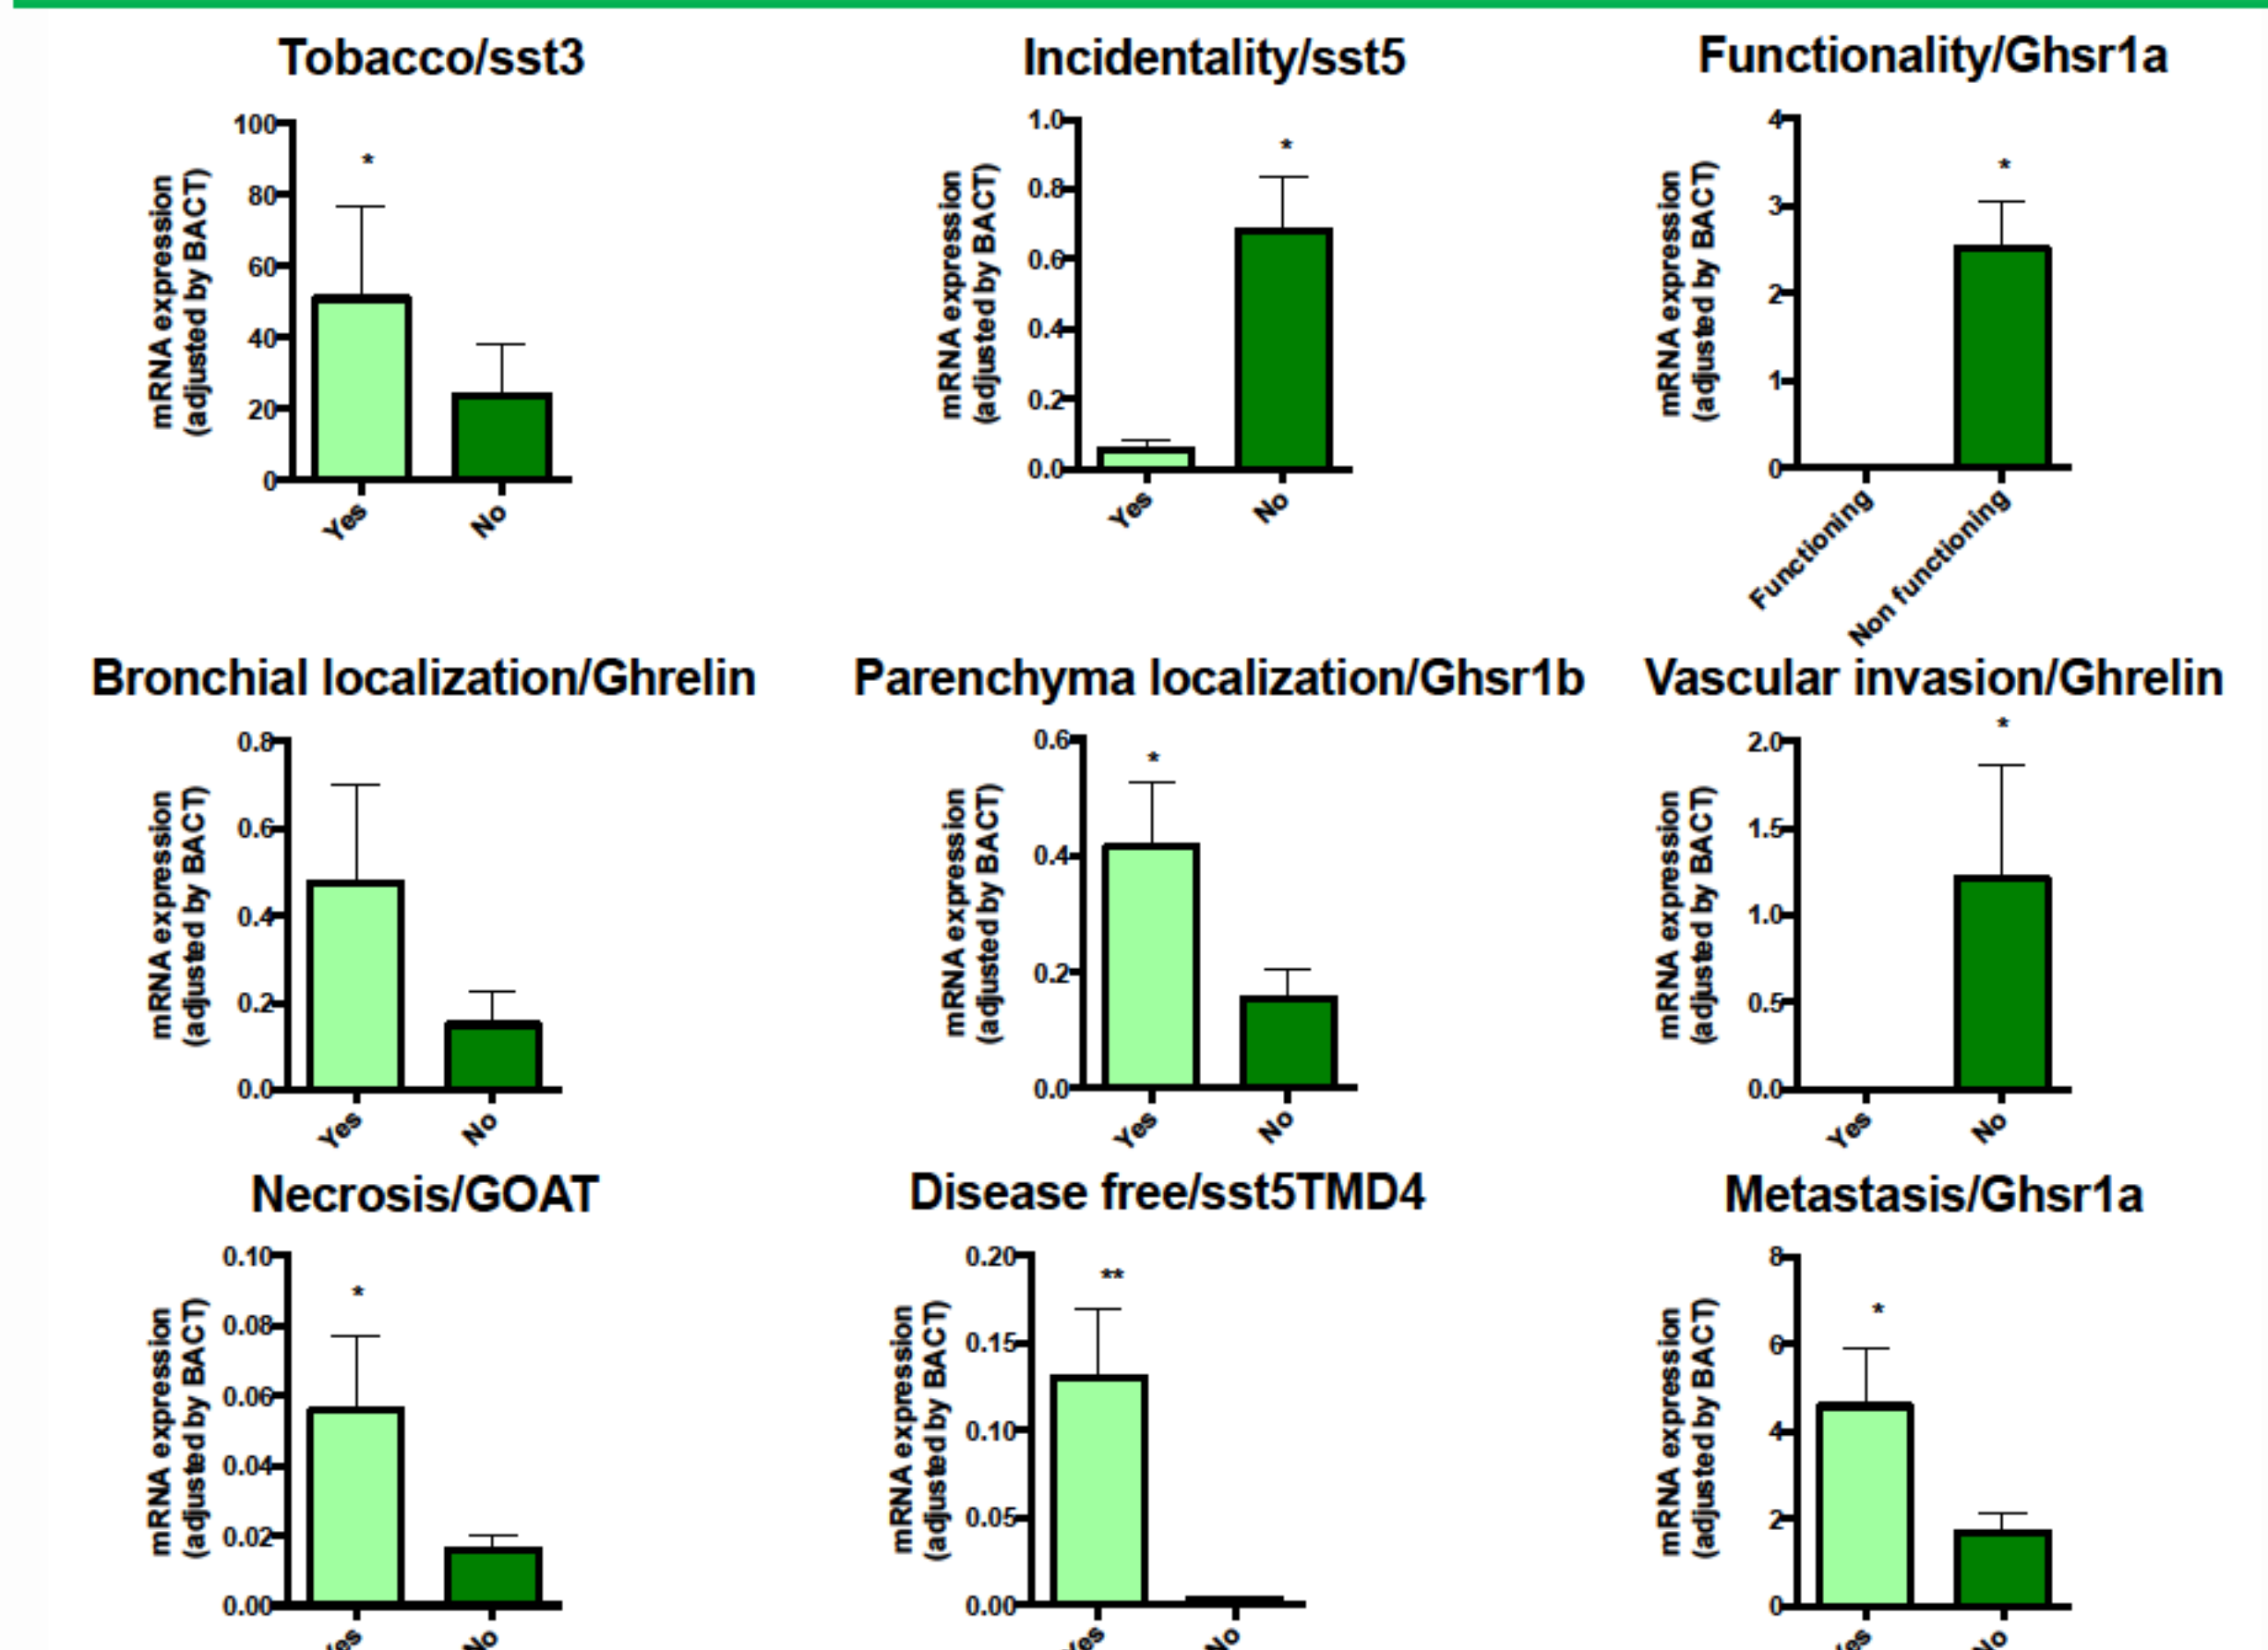 Tobacco/sst3
mRNA expression
(adjusted by BACT)
100
80
60
40
20
0
*
Yes
No
Incidentality/sst5
mRNA expression
(adjusted by BACT)
1.0
0.8
0.6
0.4
0.2
0.0
*
Yes
No
Functionality/Ghsr1a
mRNA expression
(adjusted by BACT)
4
3
2
1
0
*
Functioning
Non functioning
Bronchial localization/Ghrelin
mRNA expression
(adjusted by BACT)
0.8
0.6
0.4
0.2
0.0
Yes
No
Parenchyma localization/Ghsr1b
mRNA expression
(adjusted by BACT)
0.6
0.4
0.2
0.0
*
Yes
No
Vascular invasion/Ghrelin
mRNA expression
(adjusted by BACT)
2.0
1.5
1.0
0.5
0.0
*
Yes
No
Necrosis/GOAT
mRNA expression
(adjusted by BACT)
0.10
0.08
0.06
0.04
0.02
0.00
*
Yes
No
Disease free/sst5TMD4
mRNA expression
(adjusted by BACT)
0.20
0.15
0.10
0.05
0.00
**
Yes
No
Metastasis/Ghsr1a
mRNA expression
(adjusted by BACT)
8
6
4
2
0
*
Yes
No